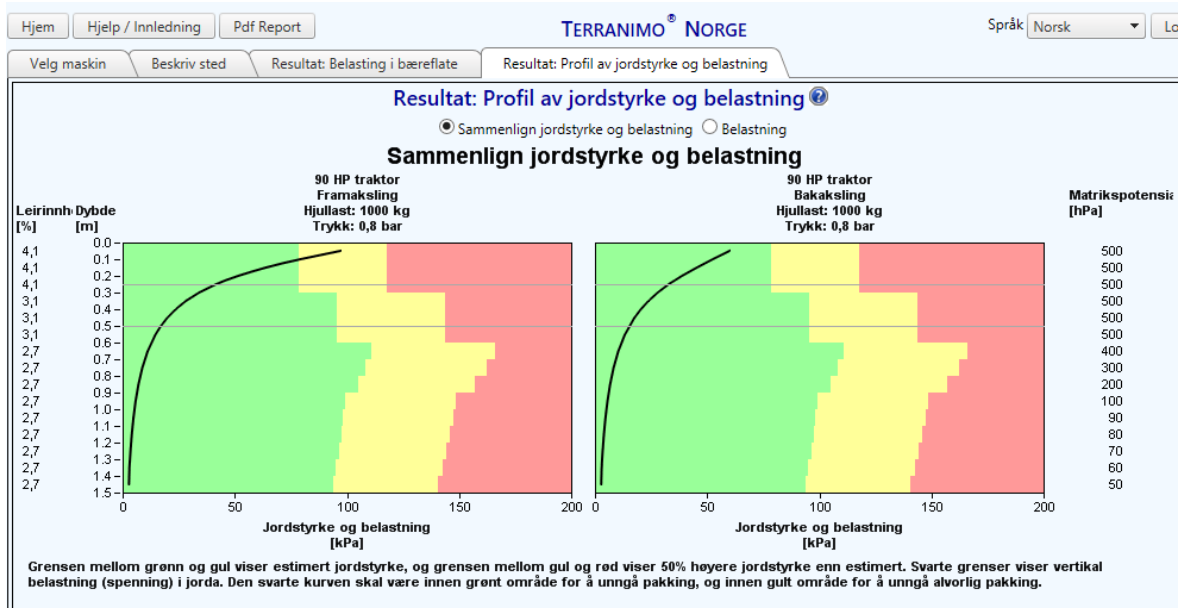 Hjem Hjelp / Innledning Pdf Report TERRANIMO® NORGE Språk Norsk Lo
Velg maskin Beskriv sted Resultat: Belasting i bæreflate Resultat: Profil av jordstyrke og belastning
Resultat: Profil av jordstyrke og belastning ?
Sammenlign jordstyrke og belastning Belastning
Sammenlign jordstyrke og belastning
90 HP traktor 90 HP traktor
Framaksling Bakaksling
Leirinnh Dybde Hjullast: 1000 kg Hjullast: 1000 kg Matrikspotensia
[%] [m] Trykk: 0,8 bar Trykk: 0,8 bar [hPa]
0.0
4,1 500
0.1
4,1 500
0.2
4,1 500
0.3
3,1 500
0.4
3,1 500
0.5
3,1 500
0.6
2,7 400
0.7
2,7 300
0.8
2,7 200
0.9
2,7 100
1.0
2,7 90
1.1
2,7 80
1.2
2,7 70
1.3
2,7 60
1.4
2,7 50
1.5
0 50 100 150 200 0 50 100 150 200
Jordstyrke og belastning Jordstyrke og belastning
[kPa] [kPa]
Grensen mellom grønn og gul viser estimert jordstyrke, og grensen mellom gul og rød viser 50% høyere jordstyrke enn estimert. Svarte grenser viser vertikal
belastning (spenning) i jorda. Den svarte kurven skal være innen grønt område for å unngå pakking, og innen gult område for å unngå alvorlig pakking.